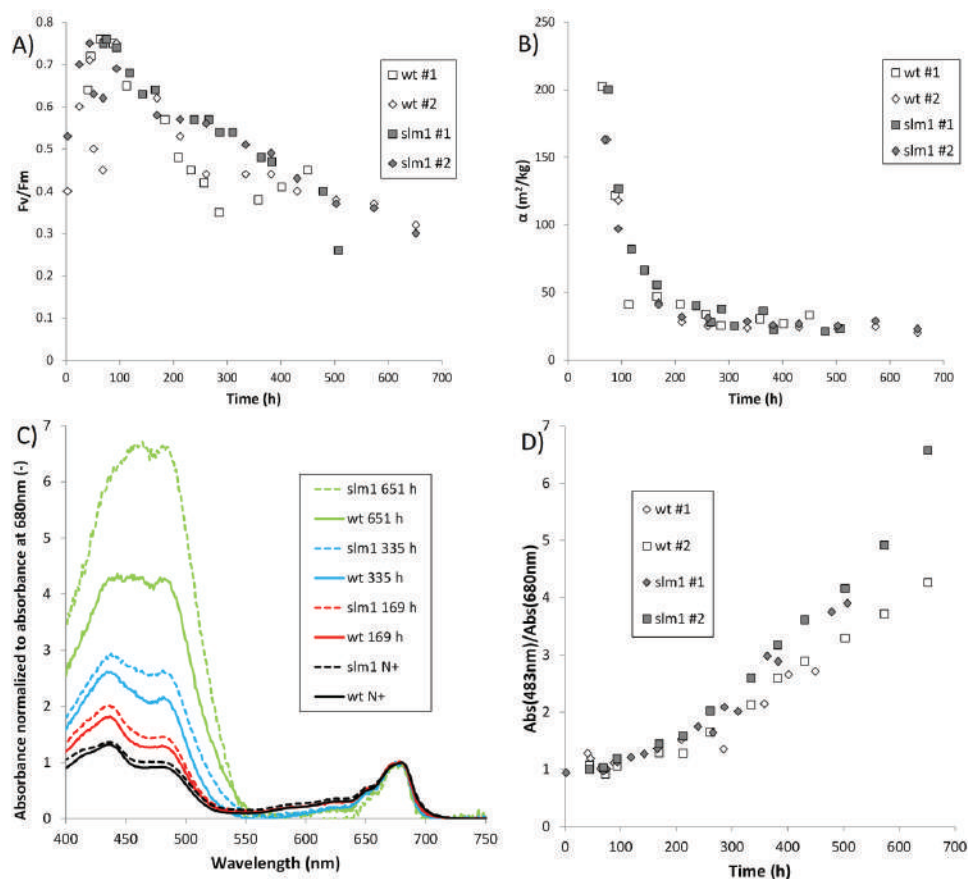 A)
Fv/Fm
0.8
0.7
0.6
0.5
0.4
0.3
0.2
0.1
0
0 100 200 300 400 500 600 700
Time (h)
wt #1
wt #2
slm1 #1
slm1 #2
B)
α (m²/kg)
250
200
150
100
50
0
0 100 200 300 400 500 600 700
Time (h)
wt #1
wt #2
slm1 #1
slm1 #2
C)
Absorbance normalized to absorbance at 680nm (-)
7
6
5
4
3
2
1
0
400 450 500 550 600 650 700 750
Wavelength (nm)
slm1 651 h
wt 651 h
slm1 335 h
wt 335 h
slm1 169 h
wt 169 h
slm1 N+
wt N+
D)
Abs(483nm)/Abs(680nm)
7
6
5
4
3
2
1
0
0 100 200 300 400 500 600 700
Time (h)
wt #1
wt #2
slm1 #1
slm1 #2